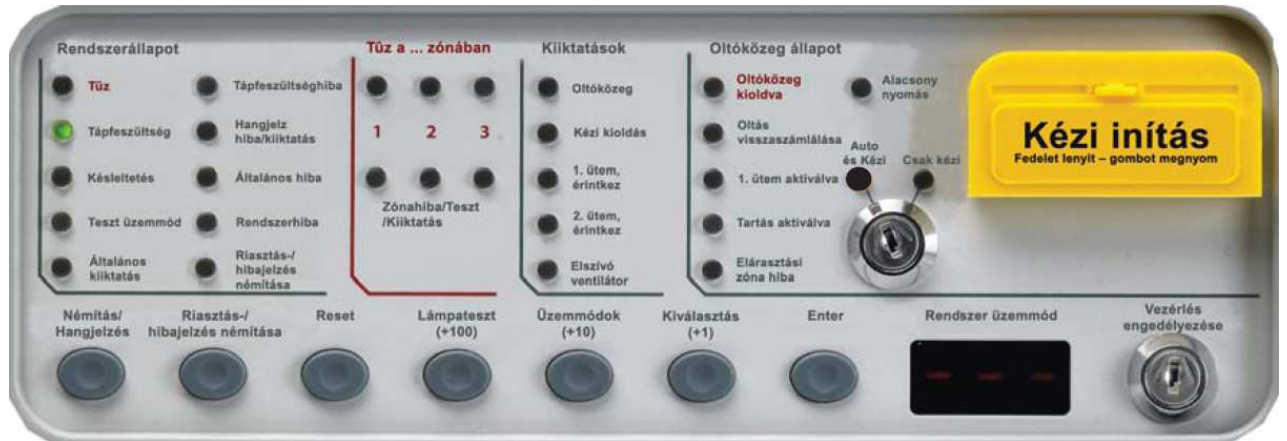 Rendszerállapot
Tűz
Tápfeszültség
Késleltetés
Teszt üzemmód
Általános
kiiktatás
Tápfeszültséghiba
Hangjelz
hiba/kiiktatás
Általános hiba
Rendszerhiba
Riasztás-/
hibajelzés
némítása
Tűz a ... zónában
1 2 3
Zónahiba/Teszt
/Kiiktatás
Kiiktatások
Oltóközeg
Kézi kioldás
1. ütem,
érintkez
2. ütem,
érintkez
Elszívó
ventilátor
Oltóközeg állapot
Oltóközeg
kioldva
Oltás
visszaszámlálása
1. ütem aktiválva
Tartás aktiválva
Elárasztási
zóna hiba
Alacsony
nyomás
Auto
és Kézi
Csak kézi
Kézi inítás
Fedelet lenyit – gombot megnyom
Némítás/
Hangjelzés
Riasztás-/
hibajelzés némítása
Reset
Lámpateszt
(+100)
Üzemmódok
(+10)
Kiválasztás
(+1)
Enter
Rendszer üzemmód
- - -
Vezérlés
engedélyezése